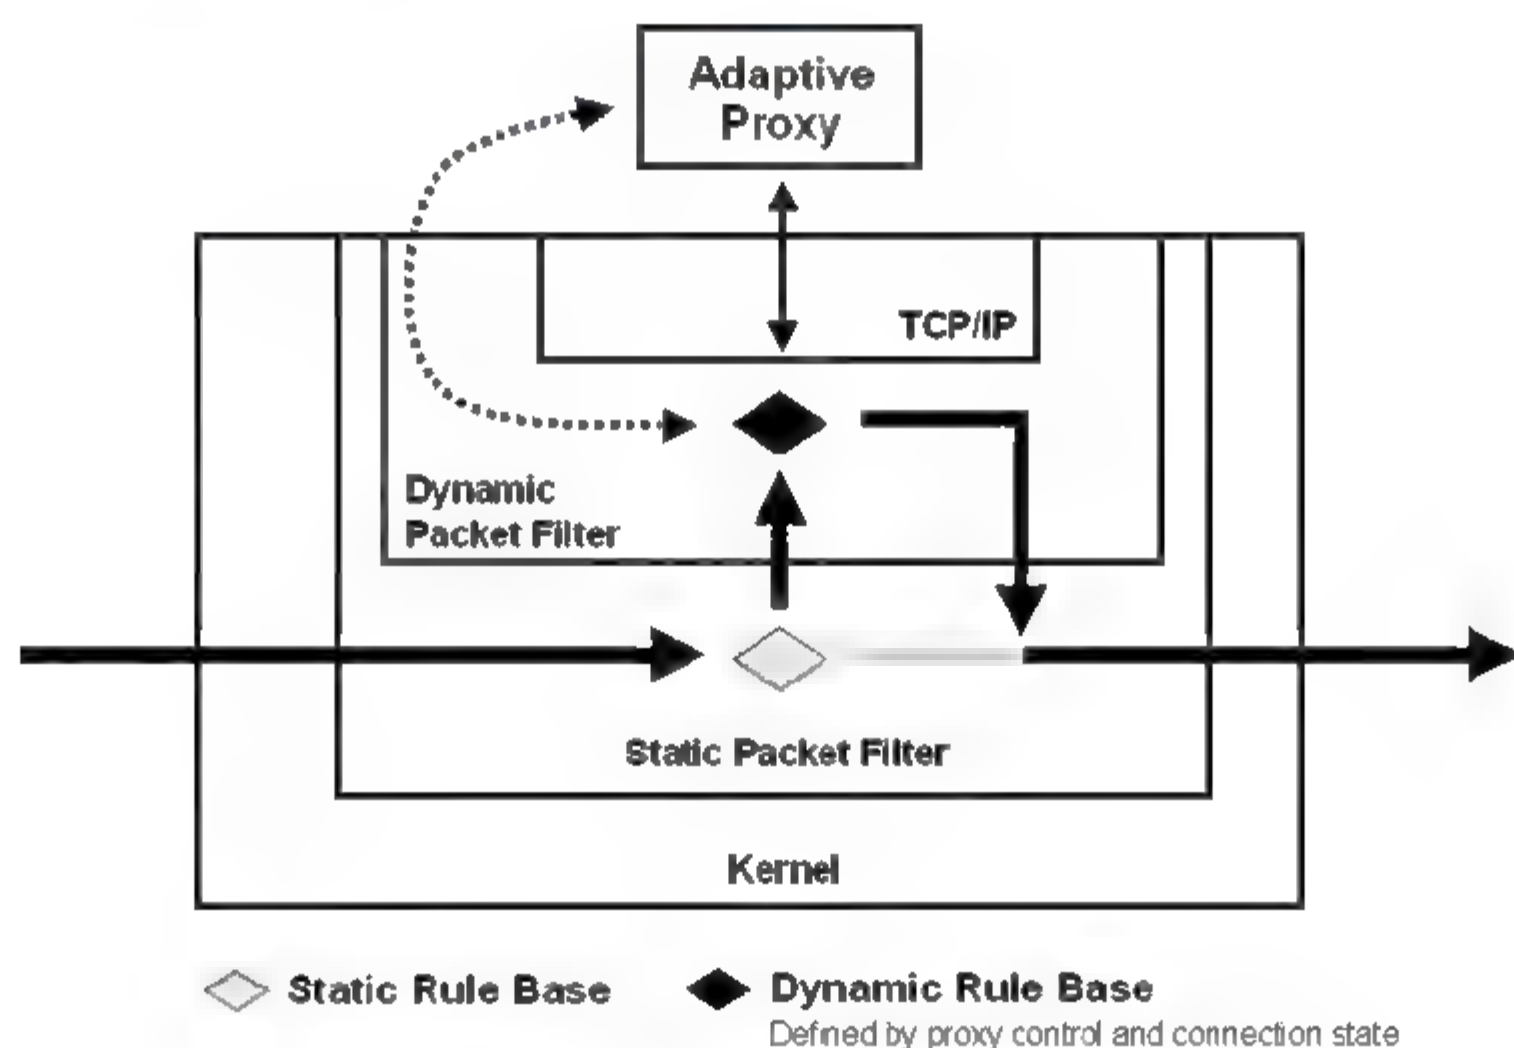 Adaptive
Proxy
TCP/IP
Dynamic
Packet Filter
Static Packet Filter
Kernel
Static Rule Base
Dynamic Rule Base
Defined by proxy control and connection state